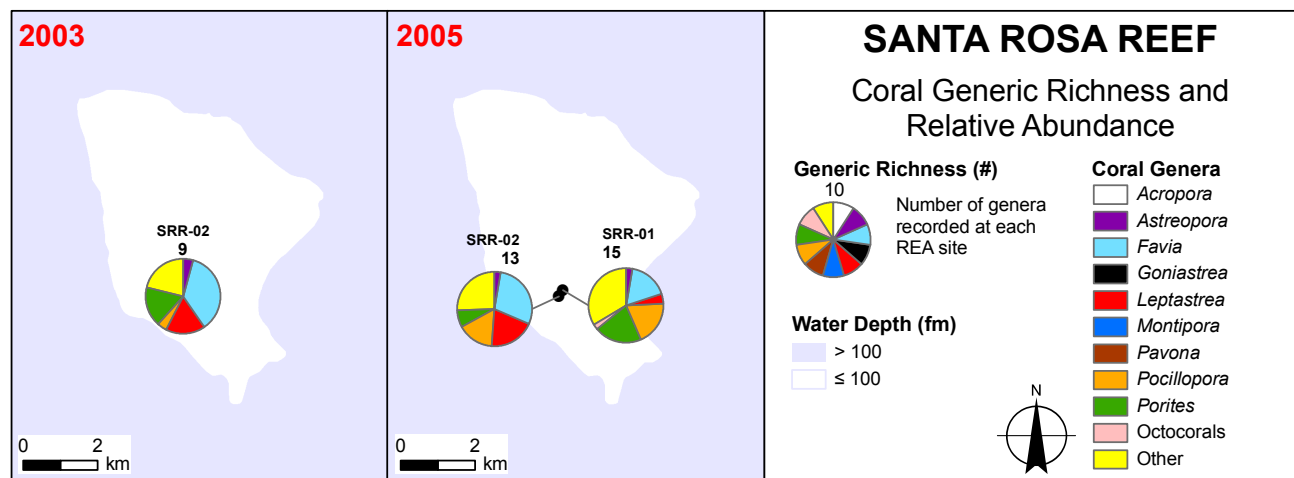 2003
SRR-02
9
0 2
km
2005
SRR-02
13
SRR-01
15
0 2
km
SANTA ROSA REEF
Coral Generic Richness and
Relative Abundance
Generic Richness (#)
10
Number of genera
recorded at each
REA site
Water Depth (fm)
> 100
≤ 100
N
Coral Genera
Acropora
Astreopora
Favia
Goniastrea
Leptastrea
Montipora
Pavona
Pocillopora
Porites
Octocorals
Other